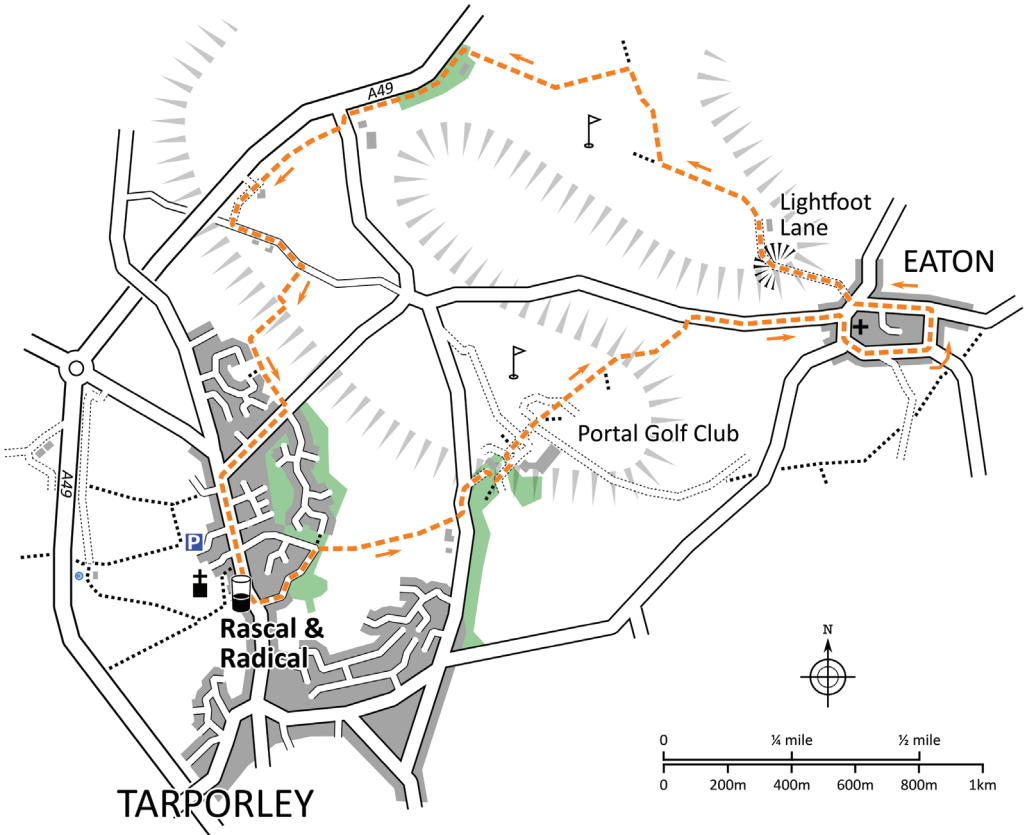 A49
Lightfoot
Lane
EATON
Portal Golf Club
A49
P
Rascal &
Radical
N
0 ¼ mile ½ mile
0 200m 400m 600m 800m 1km
TARPORLEY